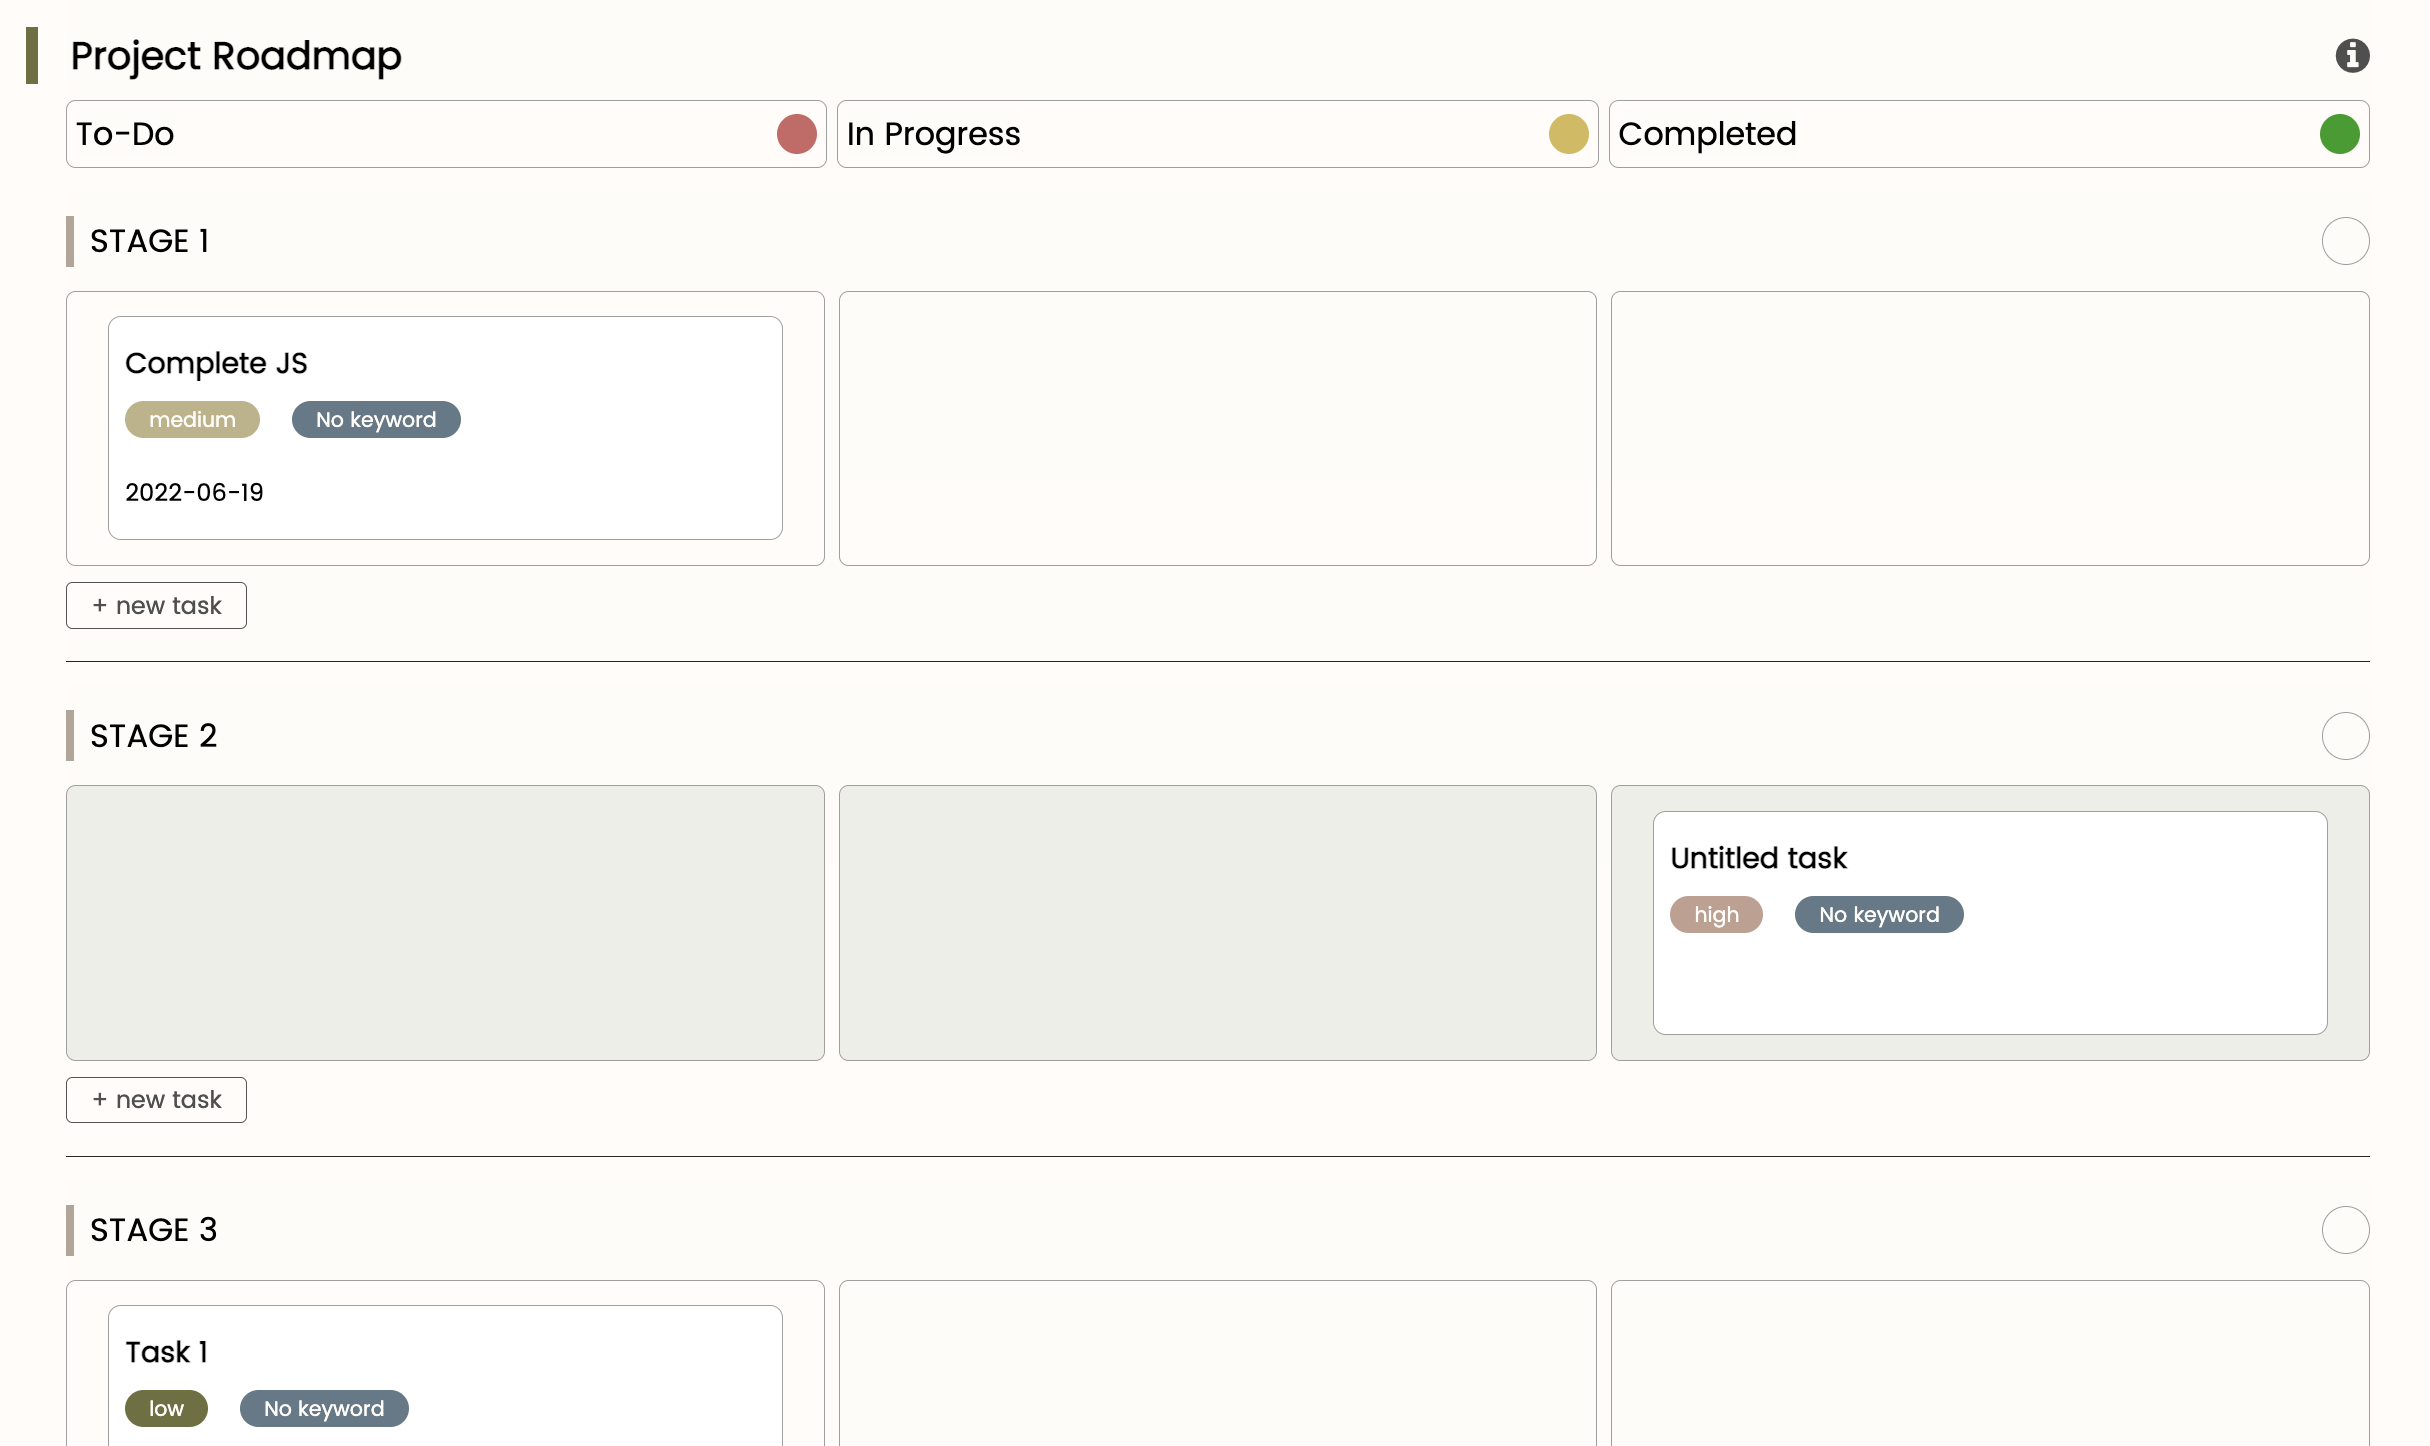 Project Roadmap
To-Do
In Progress
Completed
STAGE 1
Complete JS
medium
No keyword
2022-06-19
+ new task
STAGE 2
Untitled task
high
No keyword
+ new task
STAGE 3
Task 1
low
No keyword